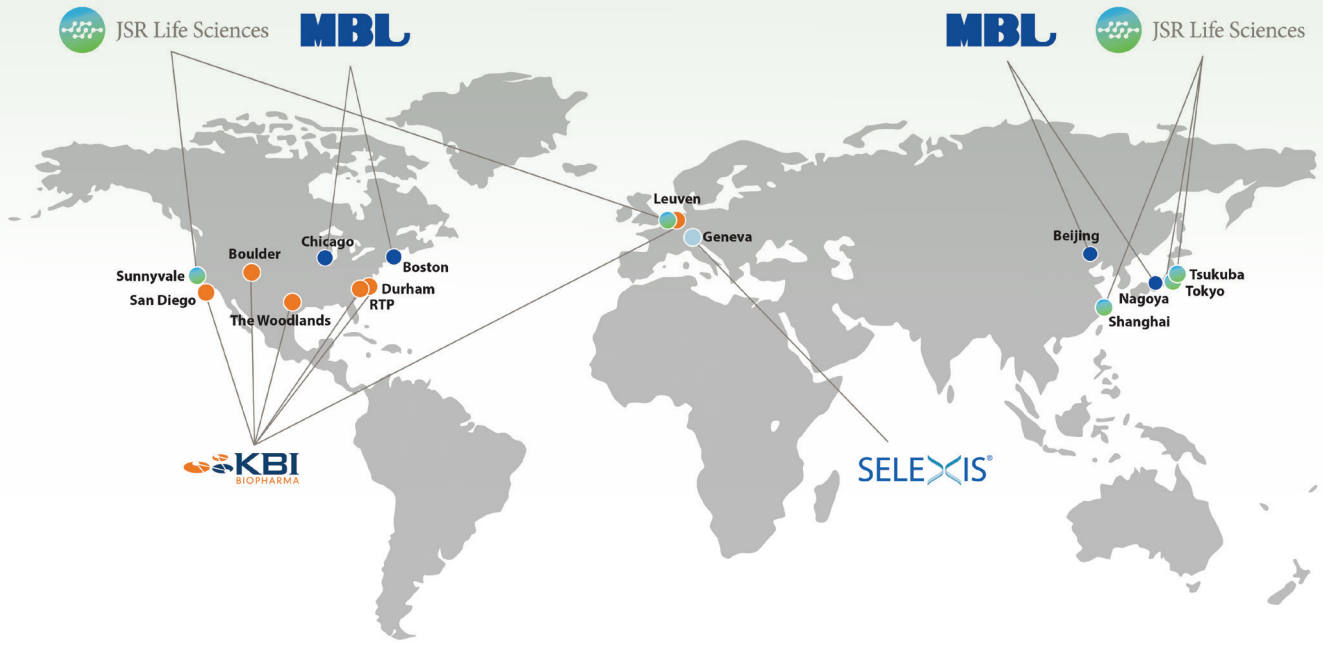 JSR Life Sciences
MBL
MBL
JSR Life Sciences
Leuven
Geneva
Chicago
Boulder
Boston
Sunnyvale
Durham
San Diego
RTP
The Woodlands
Beijing
Tsukuba
Tokyo
Nagoya
Shanghai
KBI
BIOPHARMA
SELEXIS®